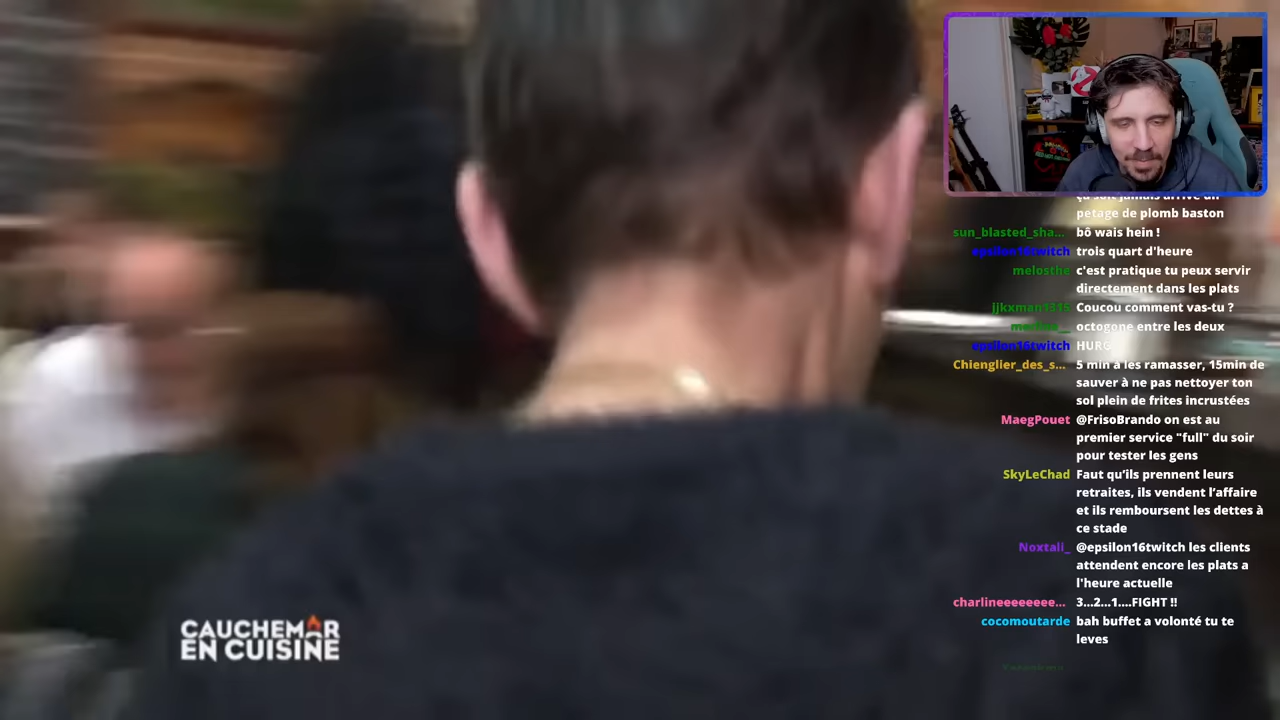 petage de plomb baston
sun_blasted_sha... bô wais hein !
epsilon16twitch trois quart d'heure
melosthe c'est pratique tu peux servir
directement dans les plats
jjkxman1315 Coucou comment vas-tu ?
octogone entre les deux
epsilon16twitch HURG
Chienglier_des_s... 5 min à les ramasser, 15min de
sauver à ne pas nettoyer ton
sol plein de frites incrustées
MaegPouet @FrisoBrando on est au
premier service "full" du soir
pour tester les gens
SkyLeChad Faut qu'ils prennent leurs
retraites, ils vendent l'affaire
et ils remboursent les dettes à
ce stade
Noxtali_ @epsilon16twitch les clients
attendent encore les plats a
l'heure actuelle
charlineeeeeeee... 3...2...1....FIGHT !!
cocomoutarde bah buffet a volonté tu te
leves
CAUCHEMAR
EN CUISINE